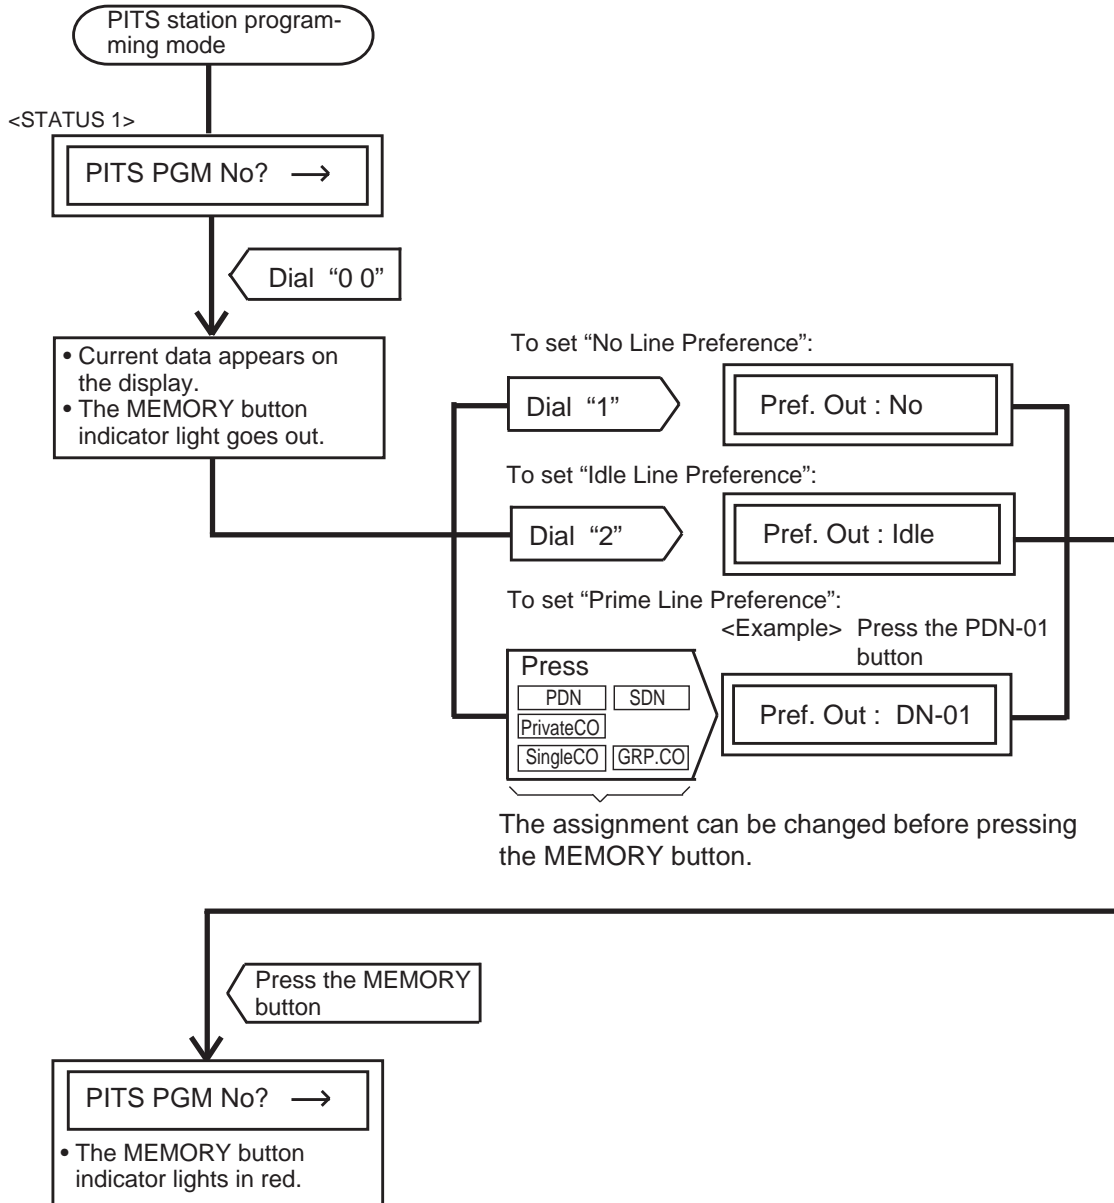 PITS station program-
ming mode
<STATUS 1>
PITS PGM No? →
Dial “0 0”
• Current data appears on
the display.
• The MEMORY button
indicator light goes out.
To set “No Line Preference”:
Dial “1”
Pref. Out : No
To set “Idle Line Preference”:
Dial “2”
Pref. Out : Idle
To set “Prime Line Preference”:
<Example> Press the PDN-01
button
Press
PDN SDN
PrivateCO
SingleCO GRP.CO
Pref. Out : DN-01
The assignment can be changed before pressing
the MEMORY button.
Press the MEMORY
button
PITS PGM No? →
• The MEMORY button
indicator lights in red.